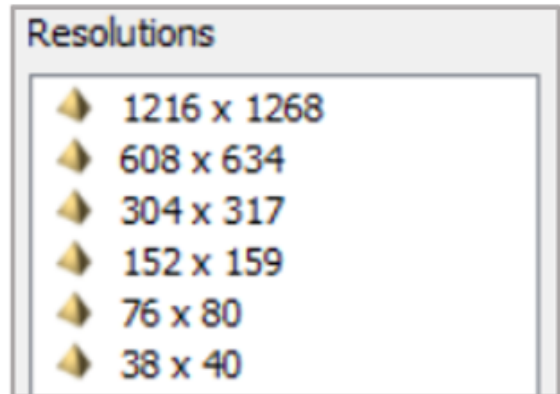 Resolutions
1216 x 1268
608 x 634
304 x 317
152 x 159
76 x 80
38 x 40